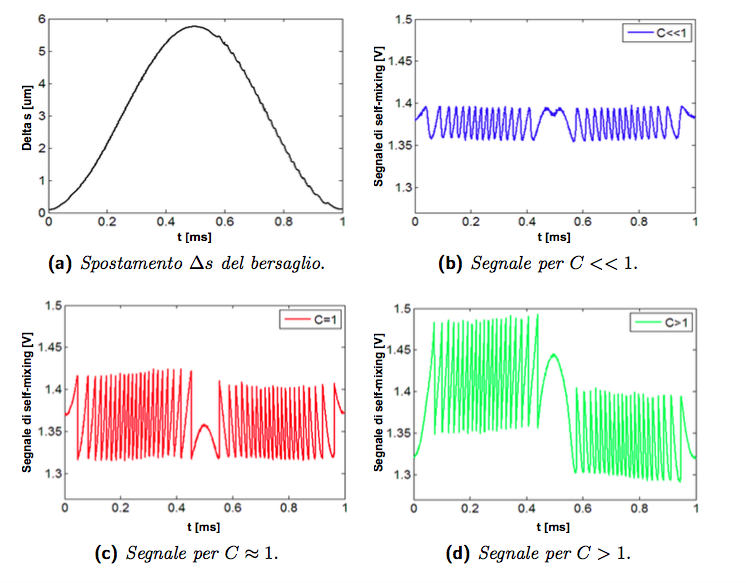 6
5
4
3
2
1
0
Delta s [um]
0 0.2 0.4 0.6 0.8 1
t [ms]
(a) Spostamento Δs del bersaglio.
1.5
1.4
1.35
1.3
Segnale di self-mixing [V]
C<<1
0 0.2 0.4 0.6 0.8 1
t [ms]
(b) Segnale per C << 1.
1.5
1.45
1.4
1.35
1.3
Segnale di self-mixing [V]
C=1
0 0.2 0.4 0.6 0.8 1
t [ms]
(c) Segnale per C ≈ 1.
1.5
1.45
1.4
1.35
1.3
Segnale di self-mixing [V]
C>1
0 0.2 0.4 0.6 0.8 1
t [ms]
(d) Segnale per C > 1.